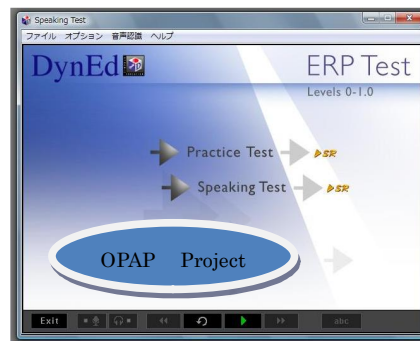 Speaking Test
ファイル オプション 音声認識 ヘルプ
DynEd
ERP Test
Levels 0-1.0
Practice Test SR
Speaking Test SR
OPAP Project
Exit
abc